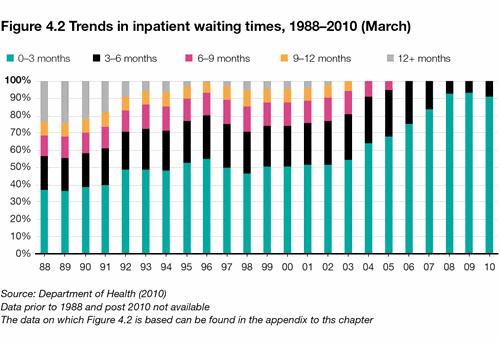 Figure 4.2 Trends in inpatient waiting times, 1988–2010 (March)
0–3 months 3–6 months 6–9 months 9–12 months 12+ months
100%
90%
80%
70%
60%
50%
40%
30%
20%
10%
0%
88 89 90 91 92 93 94 95 96 97 98 99 00 01 02 03 04 05 06 07 08 09 10
Source: Department of Health (2010)
Data prior to 1988 and post 2010 not available
The data on which Figure 4.2 is based can be found in the appendix to ths chapter